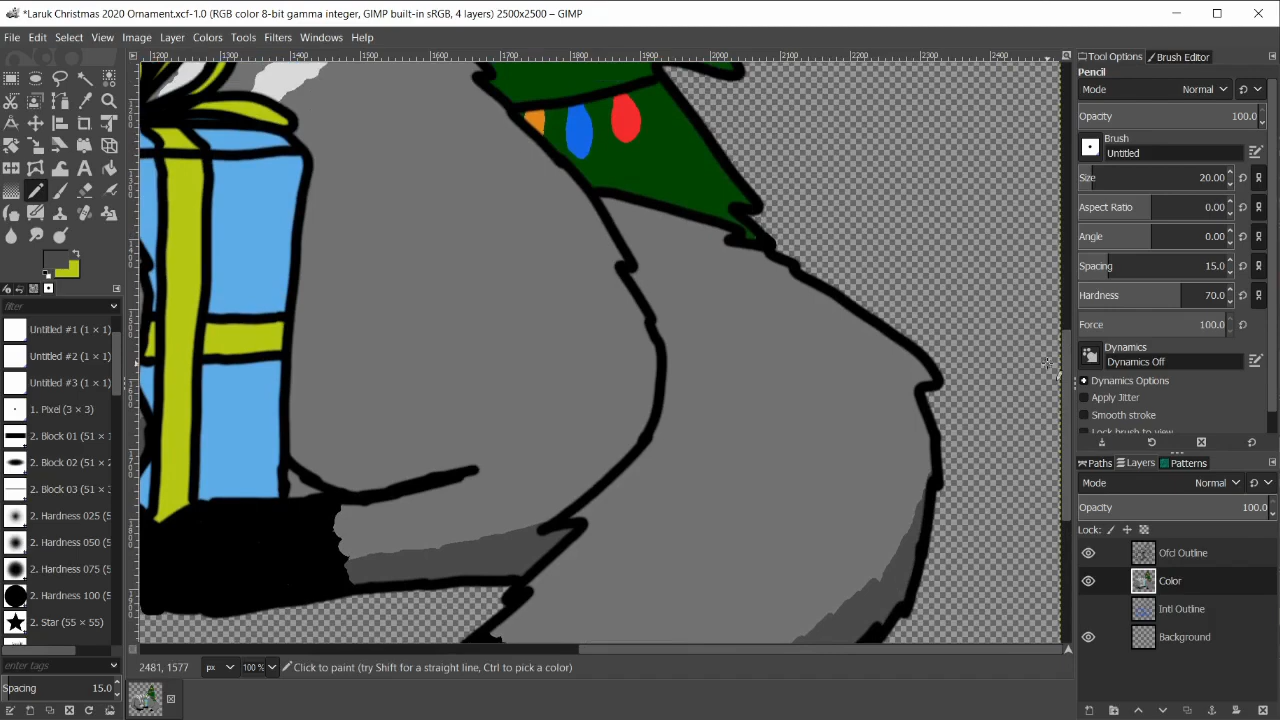 *Laruk Christmas 2020 Ornament.xcf-1.0 (RGB color 8-bit gamma integer, GIMP built-in sRGB, 4 layers) 2500x2500 – GIMP
File Edit Select View Image Layer Colors Tools Filters Windows Help
1200 1300 1400 1500 1600 1700 1800 1900 2000 2100 2200 2300 2400
Tool Options Brush Editor
Pencil
Mode Normal
Opacity 100.0
Brush
Untitled
Size 20.00
Aspect Ratio 0.00
Angle 0.00
Spacing 15.0
Hardness 70.0
Force 100.0
Dynamics
Dynamics Off
Dynamics Options
Apply Jitter
Smooth stroke
Lock brush to view
filter
Untitled #1 (1 × 1)
Untitled #2 (1 × 1)
Untitled #3 (1 × 1)
1. Pixel (3 × 3)
2. Block 01 (51 ×
2. Block 02 (51 ×
2. Block 03 (51 ×
2. Hardness 025
2. Hardness 050
2. Hardness 075
2. Hardness 100
2. Star (55 × 55)
enter tags
Spacing 15.0
Paths Layers Patterns
Mode Normal
Opacity 100.0
Lock:
Ofcl Outline
Color
Intl Outline
Background
2481, 1577 px 100 % Click to paint (try Shift for a straight line, Ctrl to pick a color)